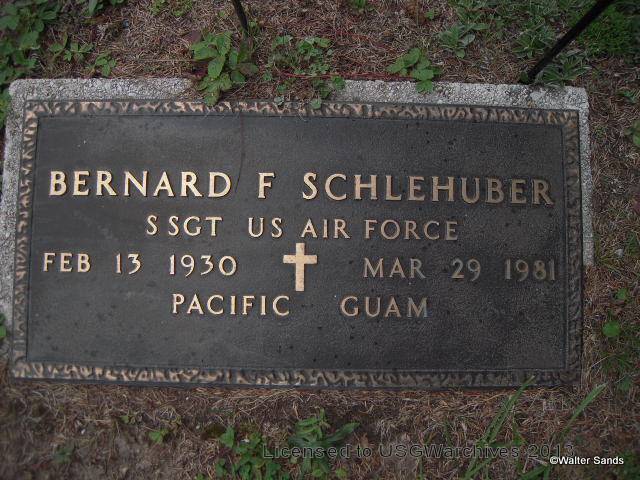 BERNARD F SCHLEHUBER
SSGT US AIR FORCE
FEB 13 1930 MAR 29 1981
PACIFIC GUAM
Licensed to USGWarchives 2013
©Walter Sands